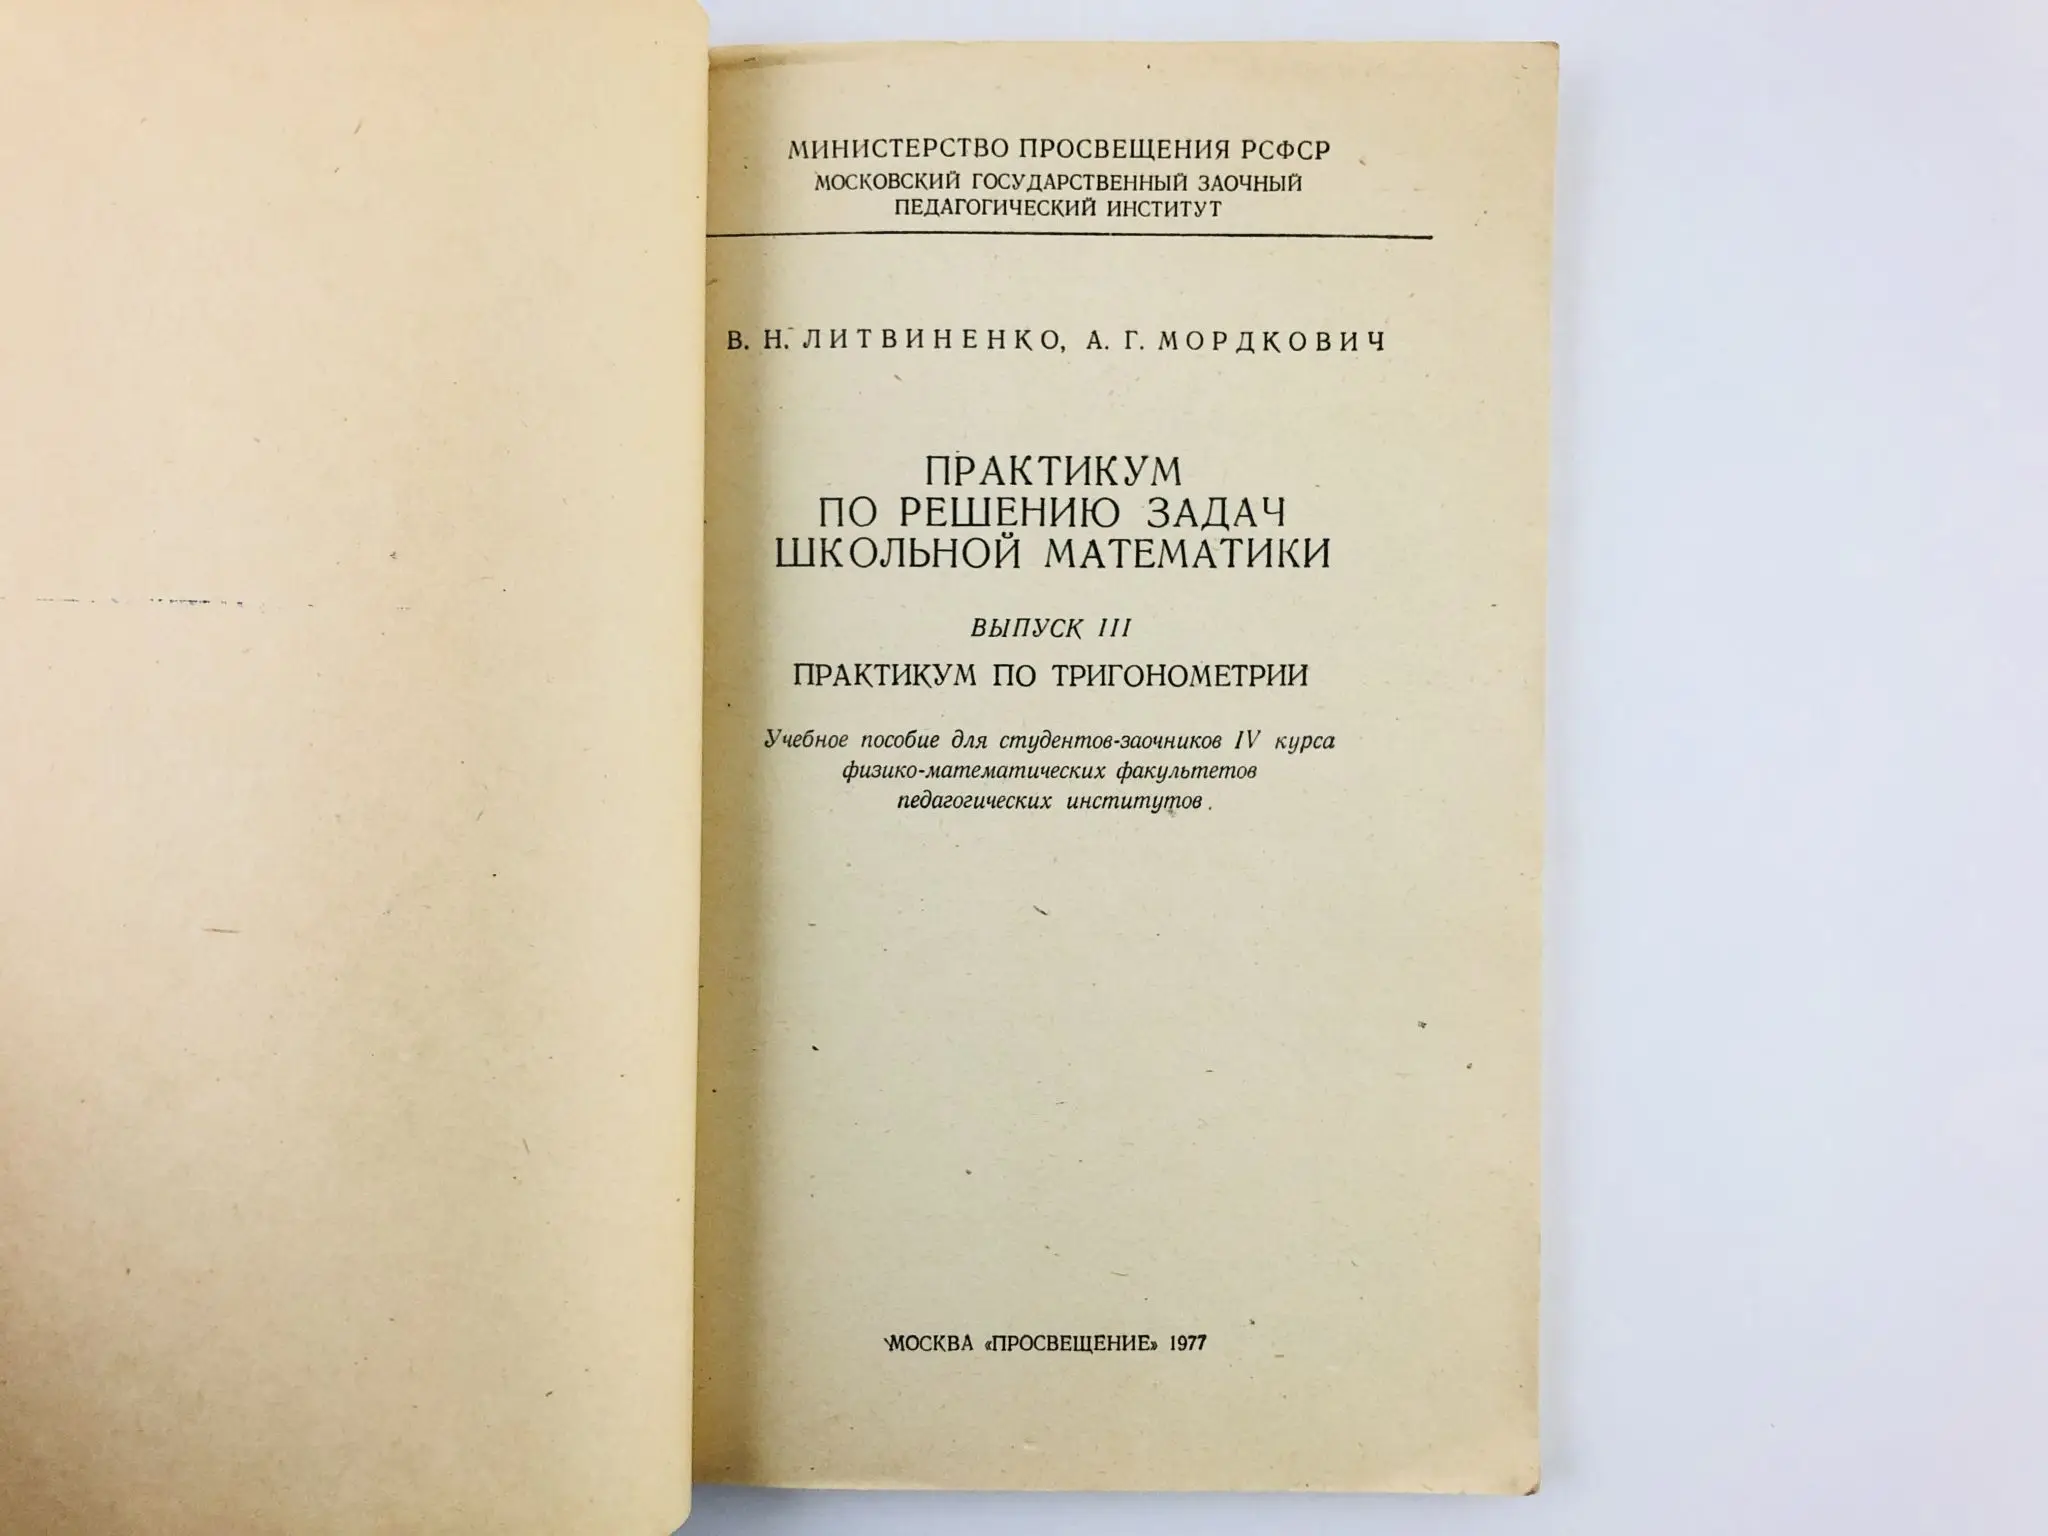 МИНИСТЕРСТВО ПРОСВЕЩЕНИЯ РСФСР
МОСКОВСКИЙ ГОСУДАРСТВЕННЫЙ ЗАОЧНЫЙ
ПЕДАГОГИЧЕСКИЙ ИНСТИТУТ
В. Н. ЛИТВИНЕНКО, А. Г. МОРДКОВИЧ
ПРАКТИКУМ
ПО РЕШЕНИЮ ЗАДАЧ
ШКОЛЬНОЙ МАТЕМАТИКИ
ВЫПУСК III
ПРАКТИКУМ ПО ТРИГОНОМЕТРИИ
Учебное пособие для студентов-заочников IV курса
физико-математических факультетов
педагогических институтов.
МОСКВА «ПРОСВЕЩЕНИЕ» 1977